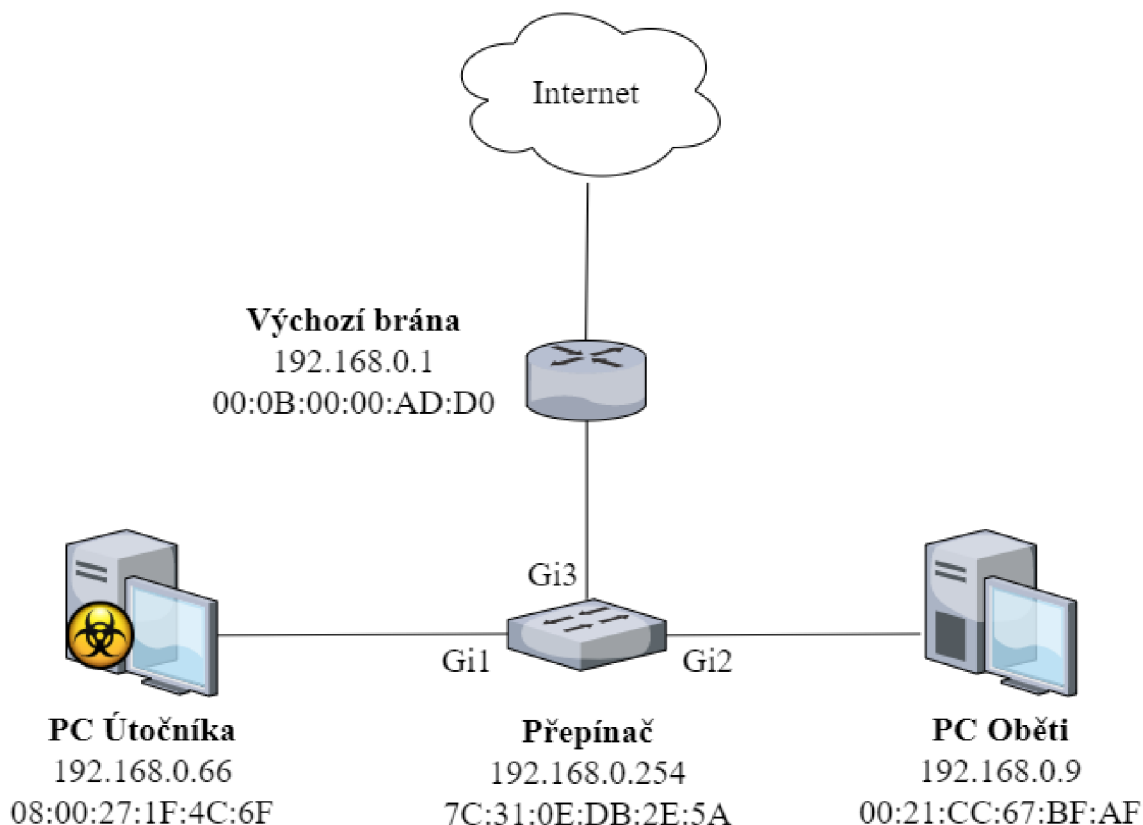 Internet
Výchozí brána
192.168.0.1
00:0B:00:00:AD:D0
Gi3
Gi1
Gi2
PC Útočníka
192.168.0.66
08:00:27:1F:4C:6F
Přepínač
192.168.0.254
7C:31:0E:DB:2E:5A
PC Oběti
192.168.0.9
00:21:CC:67:BF:AF